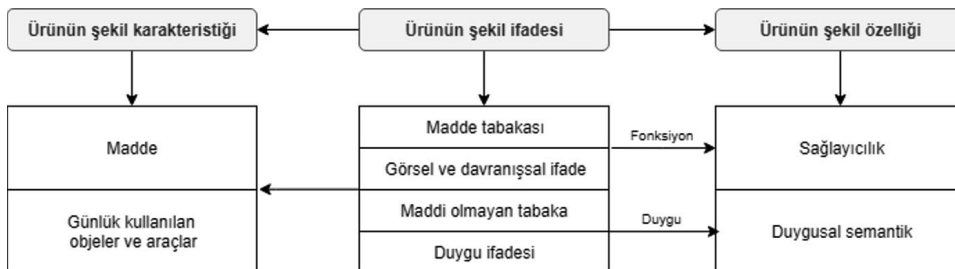 Ürünün şekil karakteristiği
Ürünün şekil ifadesi
Ürünün şekil özelliği
Madde
Günlük kullanılan
objeler ve araçlar
Madde tabakası
Görsel ve davranışsal ifade
Maddi olmayan tabaka
Duygu ifadesi
Fonksiyon
Duygu
Sağlayıcılık
Duygusal semantik